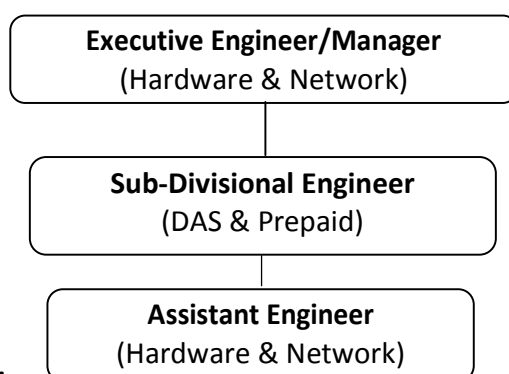 Executive Engineer/Manager
(Hardware & Network)
Sub-Divisional Engineer
(DAS & Prepaid)
Assistant Engineer
(Hardware & Network)